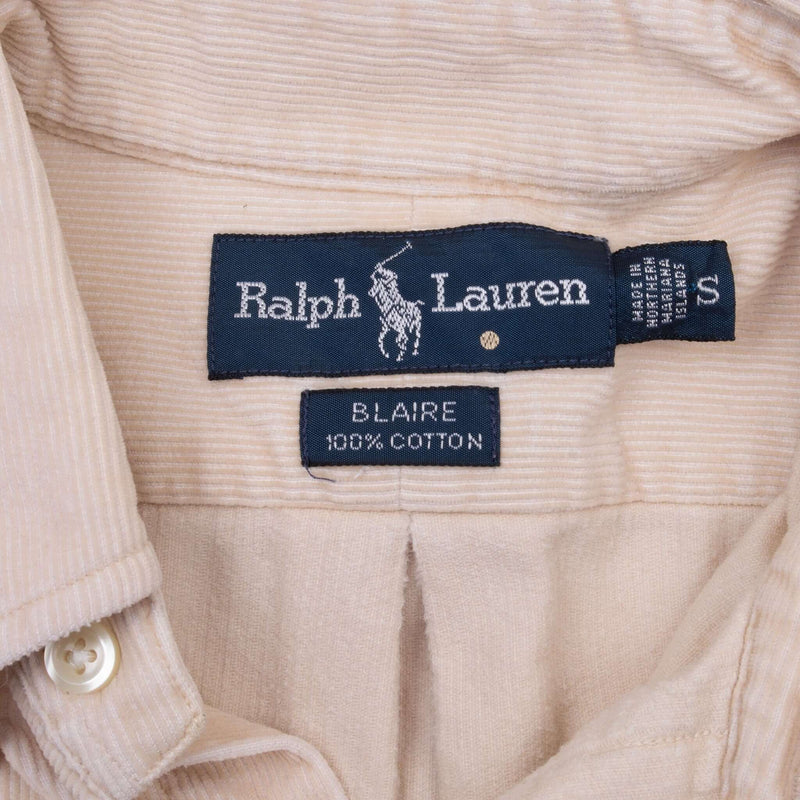 Ralph Lauren
MADE IN
NORTHERN
MARIANA
ISLANDS
S
BLAIRE
100% COTTON